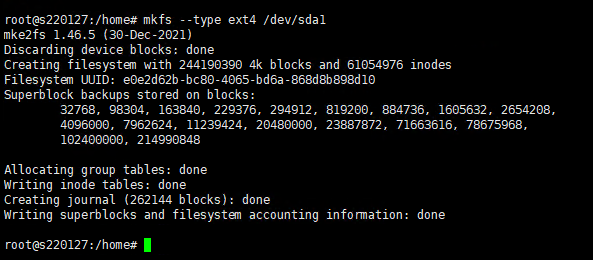 root@s220127:/home# mkfs --type ext4 /dev/sda1
mke2fs 1.46.5 (30-Dec-2021)
Discarding device blocks: done
Creating filesystem with 244190390 4k blocks and 61054976 inodes
Filesystem UUID: e0e2d62b-bc80-4065-bd6a-868d8b898d10
Superblock backups stored on blocks:
        32768, 98304, 163840, 229376, 294912, 819200, 884736, 1605632, 2654208,
        4096000, 7962624, 11239424, 20480000, 23887872, 71663616, 78675968,
        102400000, 214990848
Allocating group tables: done
Writing inode tables: done
Creating journal (262144 blocks): done
Writing superblocks and filesystem accounting information: done
root@s220127:/home#